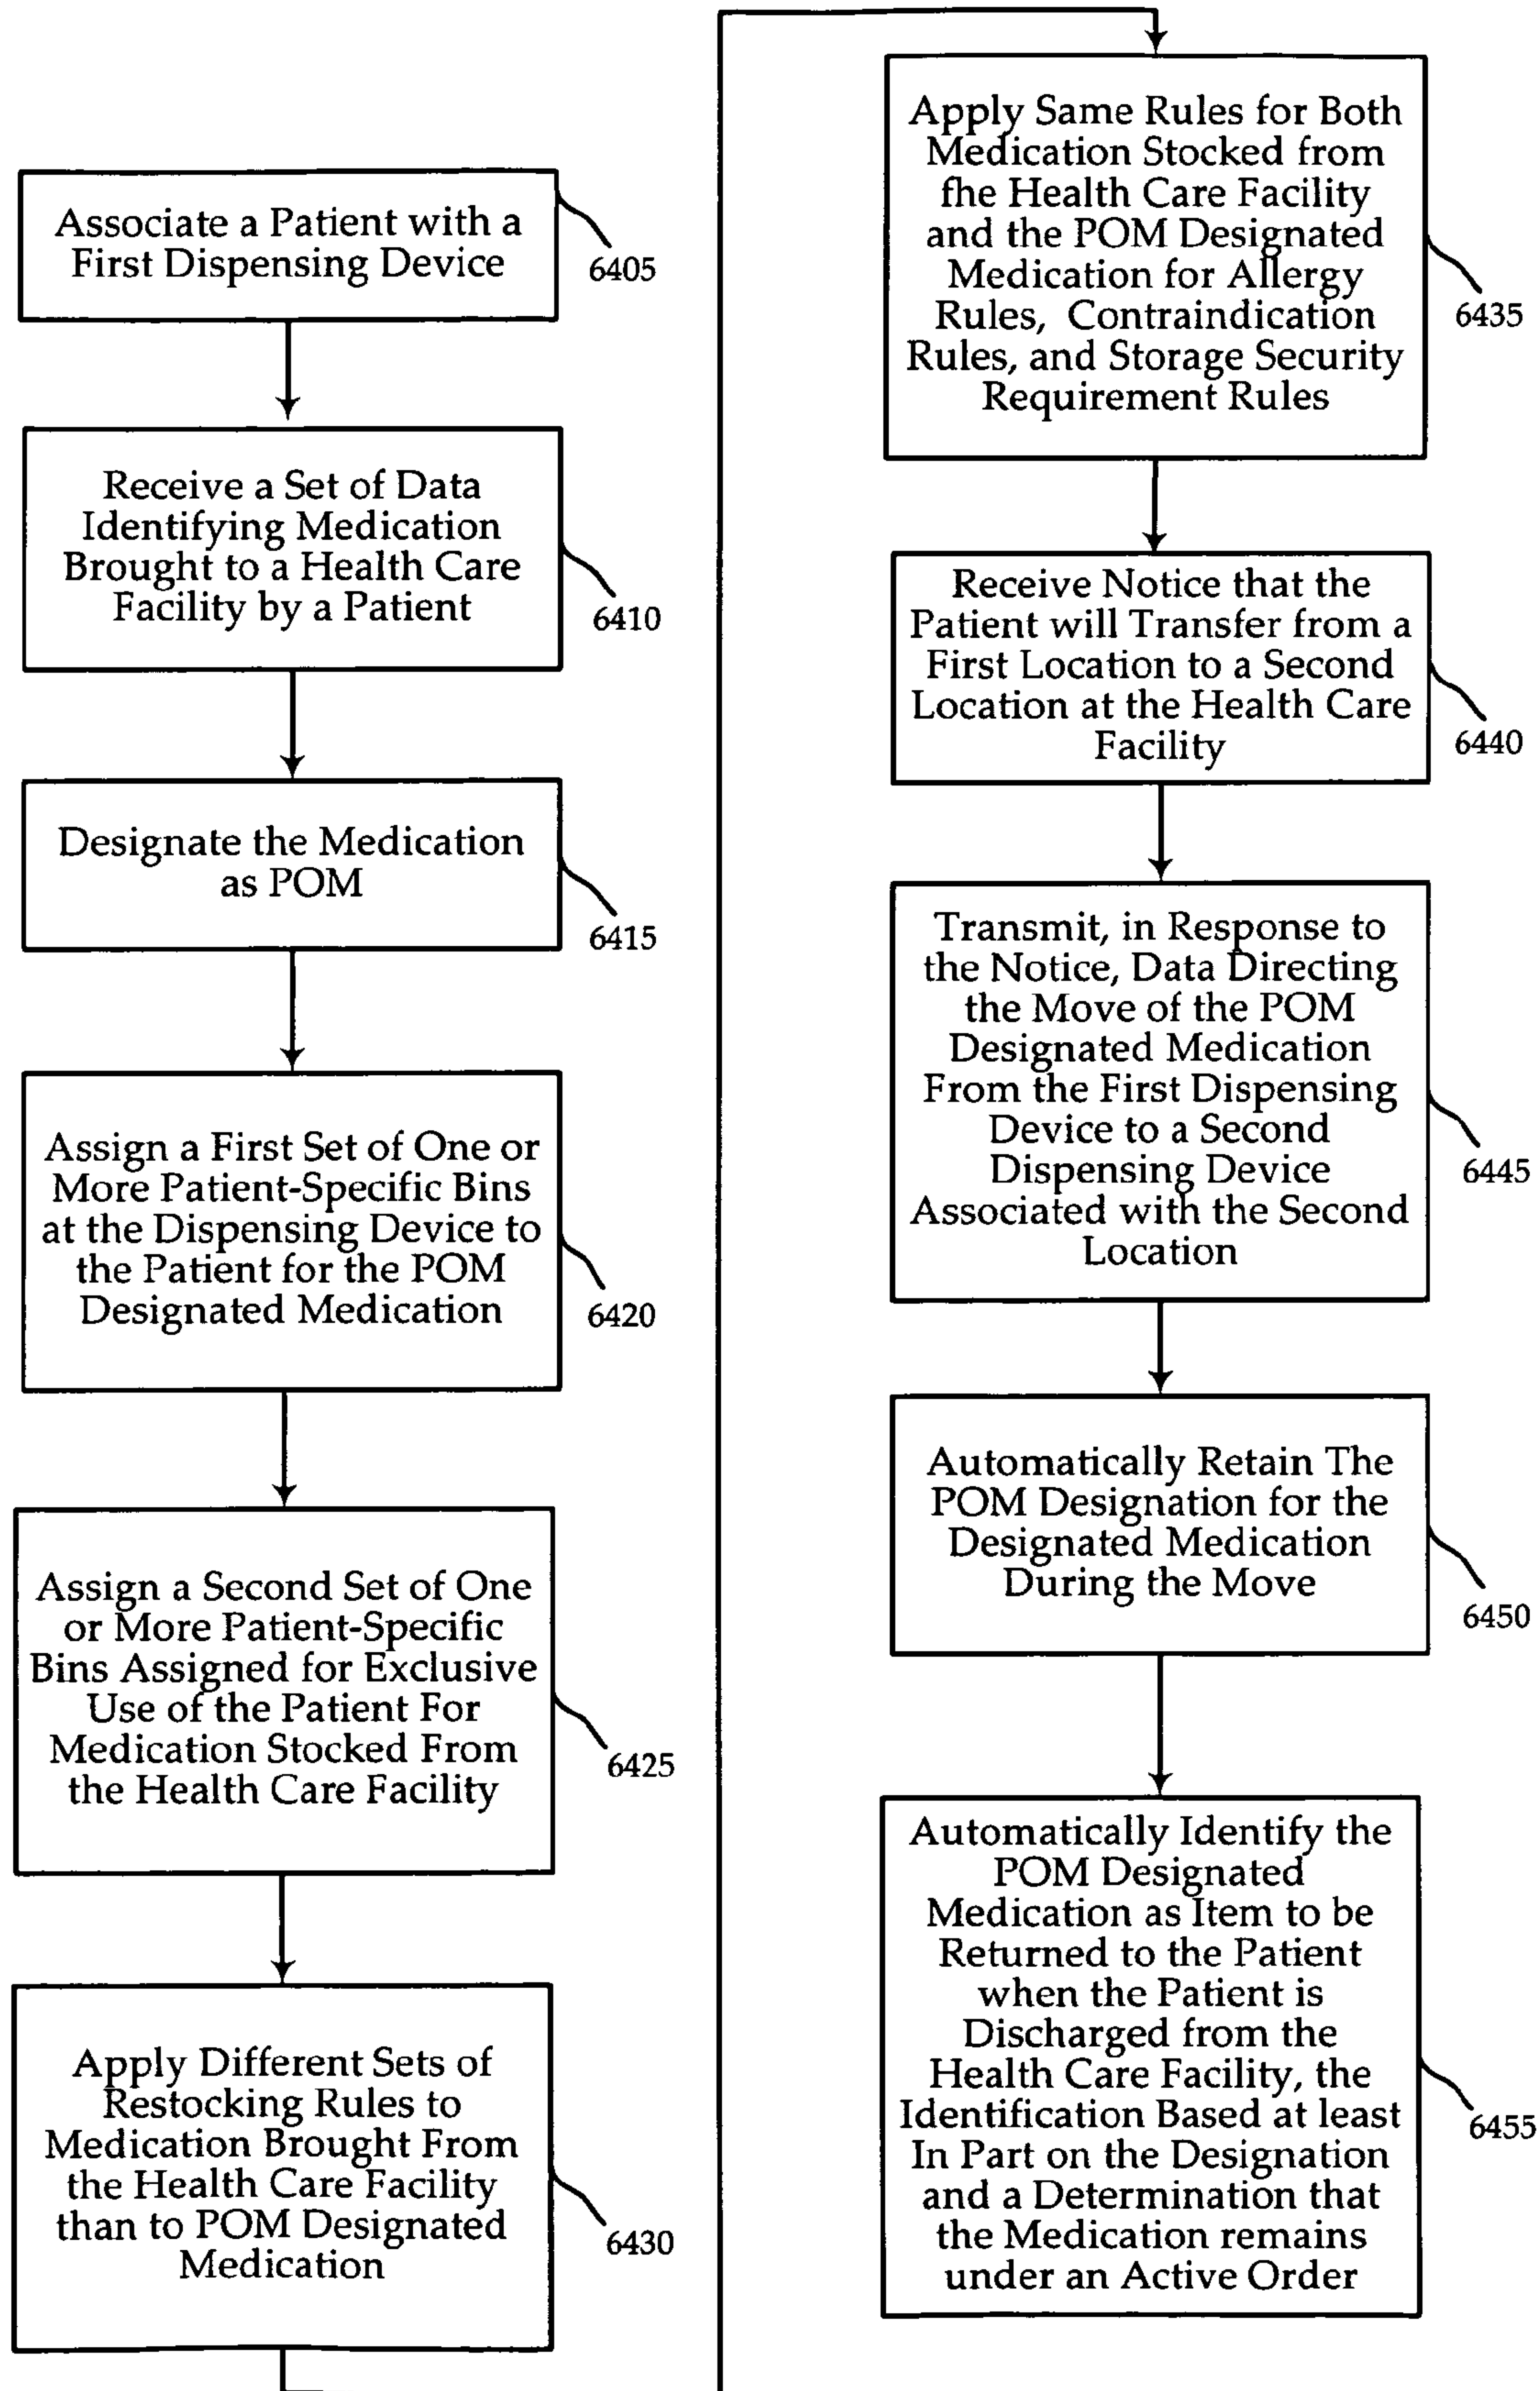 Associate a Patient with a
First Dispensing Device
6405
Receive a Set of Data
Identifying Medication
Brought to a Health Care
Facility by a Patient
6410
Designate the Medication
as POM
6415
Assign a First Set of One or
More Patient-Specific Bins
at the Dispensing Device to
the Patient for the POM
Designated Medication
6420
Assign a Second Set of One
or More Patient-Specific
Bins Assigned for Exclusive
Use of the Patient For
Medication Stocked From
the Health Care Facility
6425
Apply Different Sets of
Restocking Rules to
Medication Brought From
the Health Care Facility
than to POM Designated
Medication
6430
Apply Same Rules for Both
Medication Stocked from
fhe Health Care Facility
and the POM Designated
Medication for Allergy
Rules, Contraindication
Rules, and Storage Security
Requirement Rules
6435
Receive Notice that the
Patient will Transfer from a
First Location to a Second
Location at the Health Care
Facility
6440
Transmit, in Response to
the Notice, Data Directing
the Move of the POM
Designated Medication
From the First Dispensing
Device to a Second
Dispensing Device
Associated with the Second
Location
6445
Automatically Retain The
POM Designation for the
Designated Medication
During the Move
6450
Automatically Identify the
POM Designated
Medication as Item to be
Returned to the Patient
when the Patient is
Discharged from the
Health Care Facility, the
Identification Based at least
In Part on the Designation
and a Determination that
the Medication remains
under an Active Order
6455